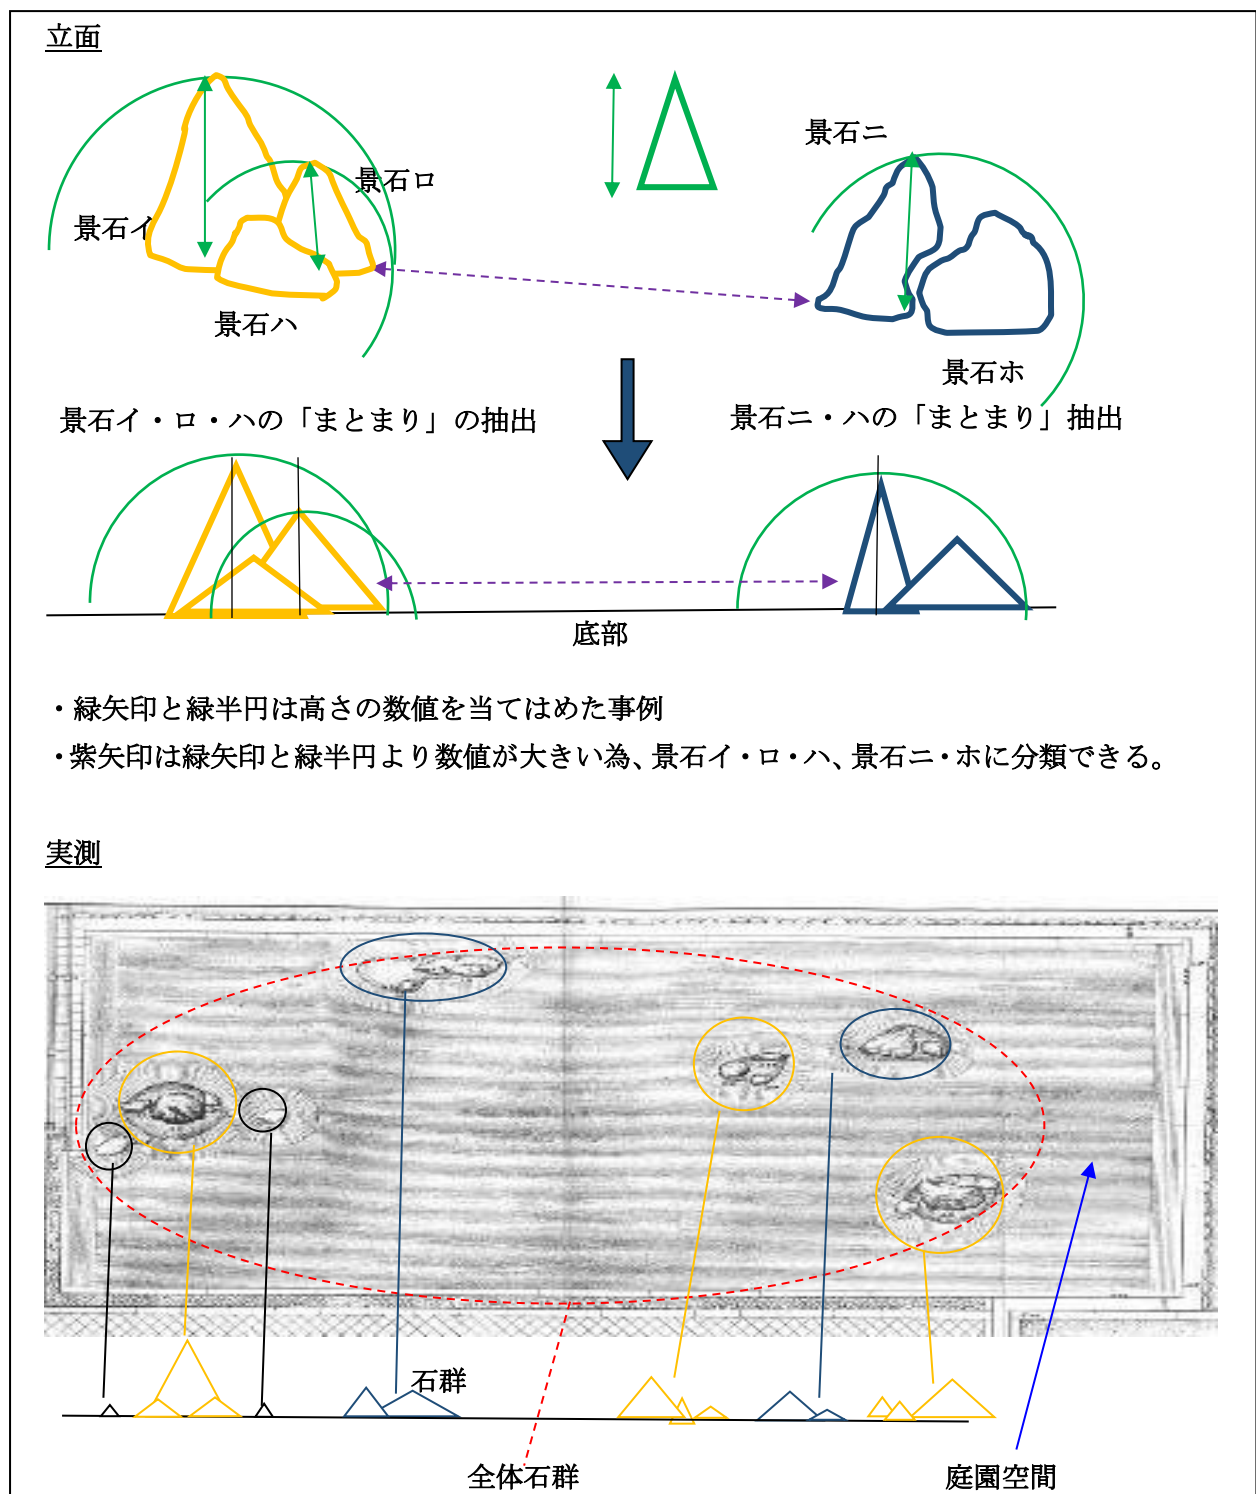 立面
景石ニ
景石ロ
景石イ
景石ハ
景石ホ
景石イ・ロ・ハの「まとまり」の抽出
景石ニ・ハの「まとまり」抽出
底部
・緑矢印と緑半円は高さの数値を当てはめた事例
・紫矢印は緑矢印と緑半円より数値が大きい為、景石イ・ロ・ハ、景石ニ・ホに分類できる。
実測
石群
全体石群
庭園空間